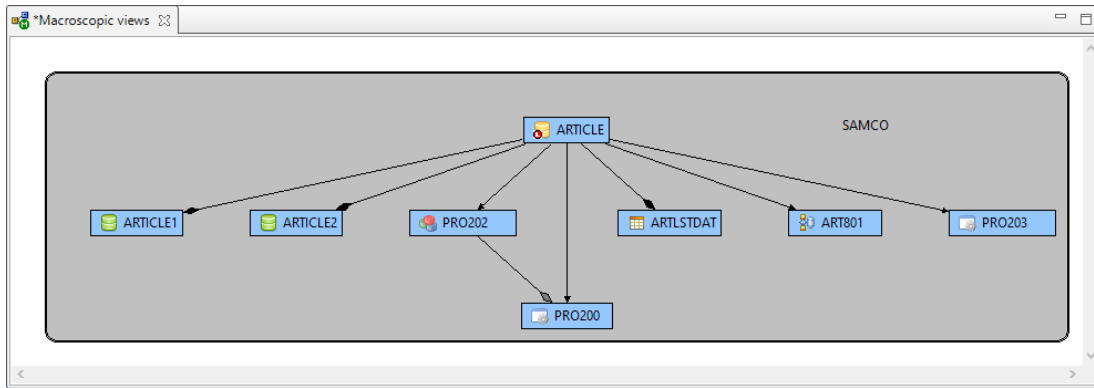 *Macroscopic views
ARTICLE
SAMCO
ARTICLE1
ARTICLE2
PRO202
ARTLSTDAT
ART801
PRO203
PRO200